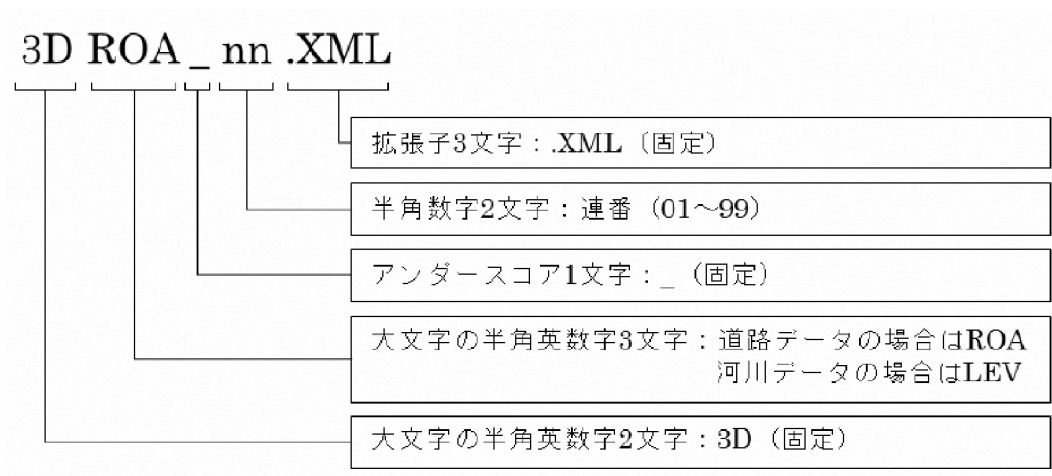 3D ROA _ nn .XML
拡張子3文字：.XML（固定）
半角数字2文字：連番（01～99）
アンダースコア1文字：_（固定）
大文字の半角英数字3文字：道路データの場合はROA
河川データの場合はLEV
大文字の半角英数字2文字：3D（固定）